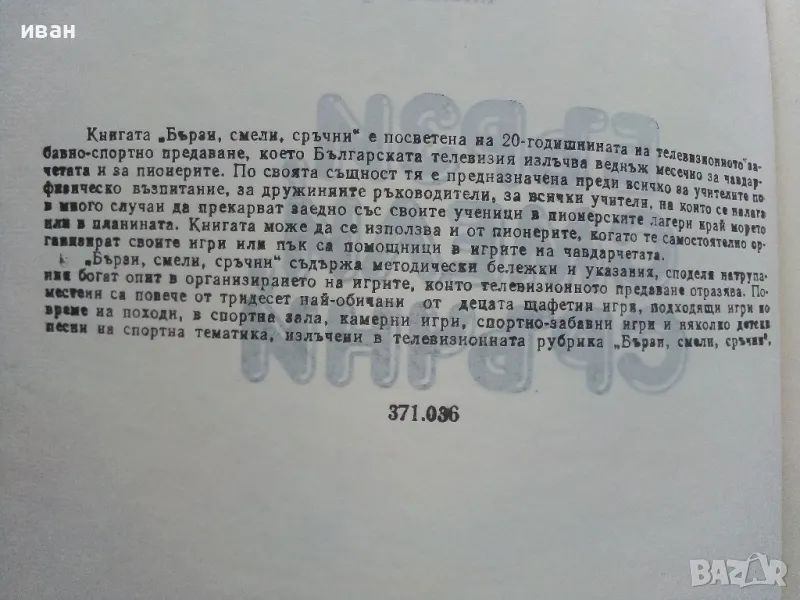 иван
Книгата „Бързи, смели, сръчни“ е посветена на 20-годишнината на телевизионното за-
бавно-спортно предаване, което Българската телевизия излъчва веднъж месечно за чавдар-
четата и за пионерите. По своята същност тя е предназначена преди всичко за учителите по
физическо възпитание, за дружинните ръководители, за всички учители, на които се налага
в много случаи да прекарват заедно със своите ученици в пионерските лагери край морето
или в планината. Книгата може да се използва и от пионерите, когато те самостоятелно ор-
ганизират своите игри или пък са помощници в игрите на чавдарчетата.
„Бързи, смели, сръчни“ съдържа методически бележки и указания, споделя натрупа-
ния богат опит в организирането на игрите, които телевизионното предаване отразява. По-
местени са повече от тридесет най-обичани от децата щафетни игри, подходящи игри по
време на походи, в спортна зала, камерни игри, спортно-забавни игри и няколко детски
песни на спортна тематика, излъчени в телевизионната рубрика „Бързи, смели, сръчни“.
371.036
БЪРЗИ
СРЪЧНИ
BAZAR